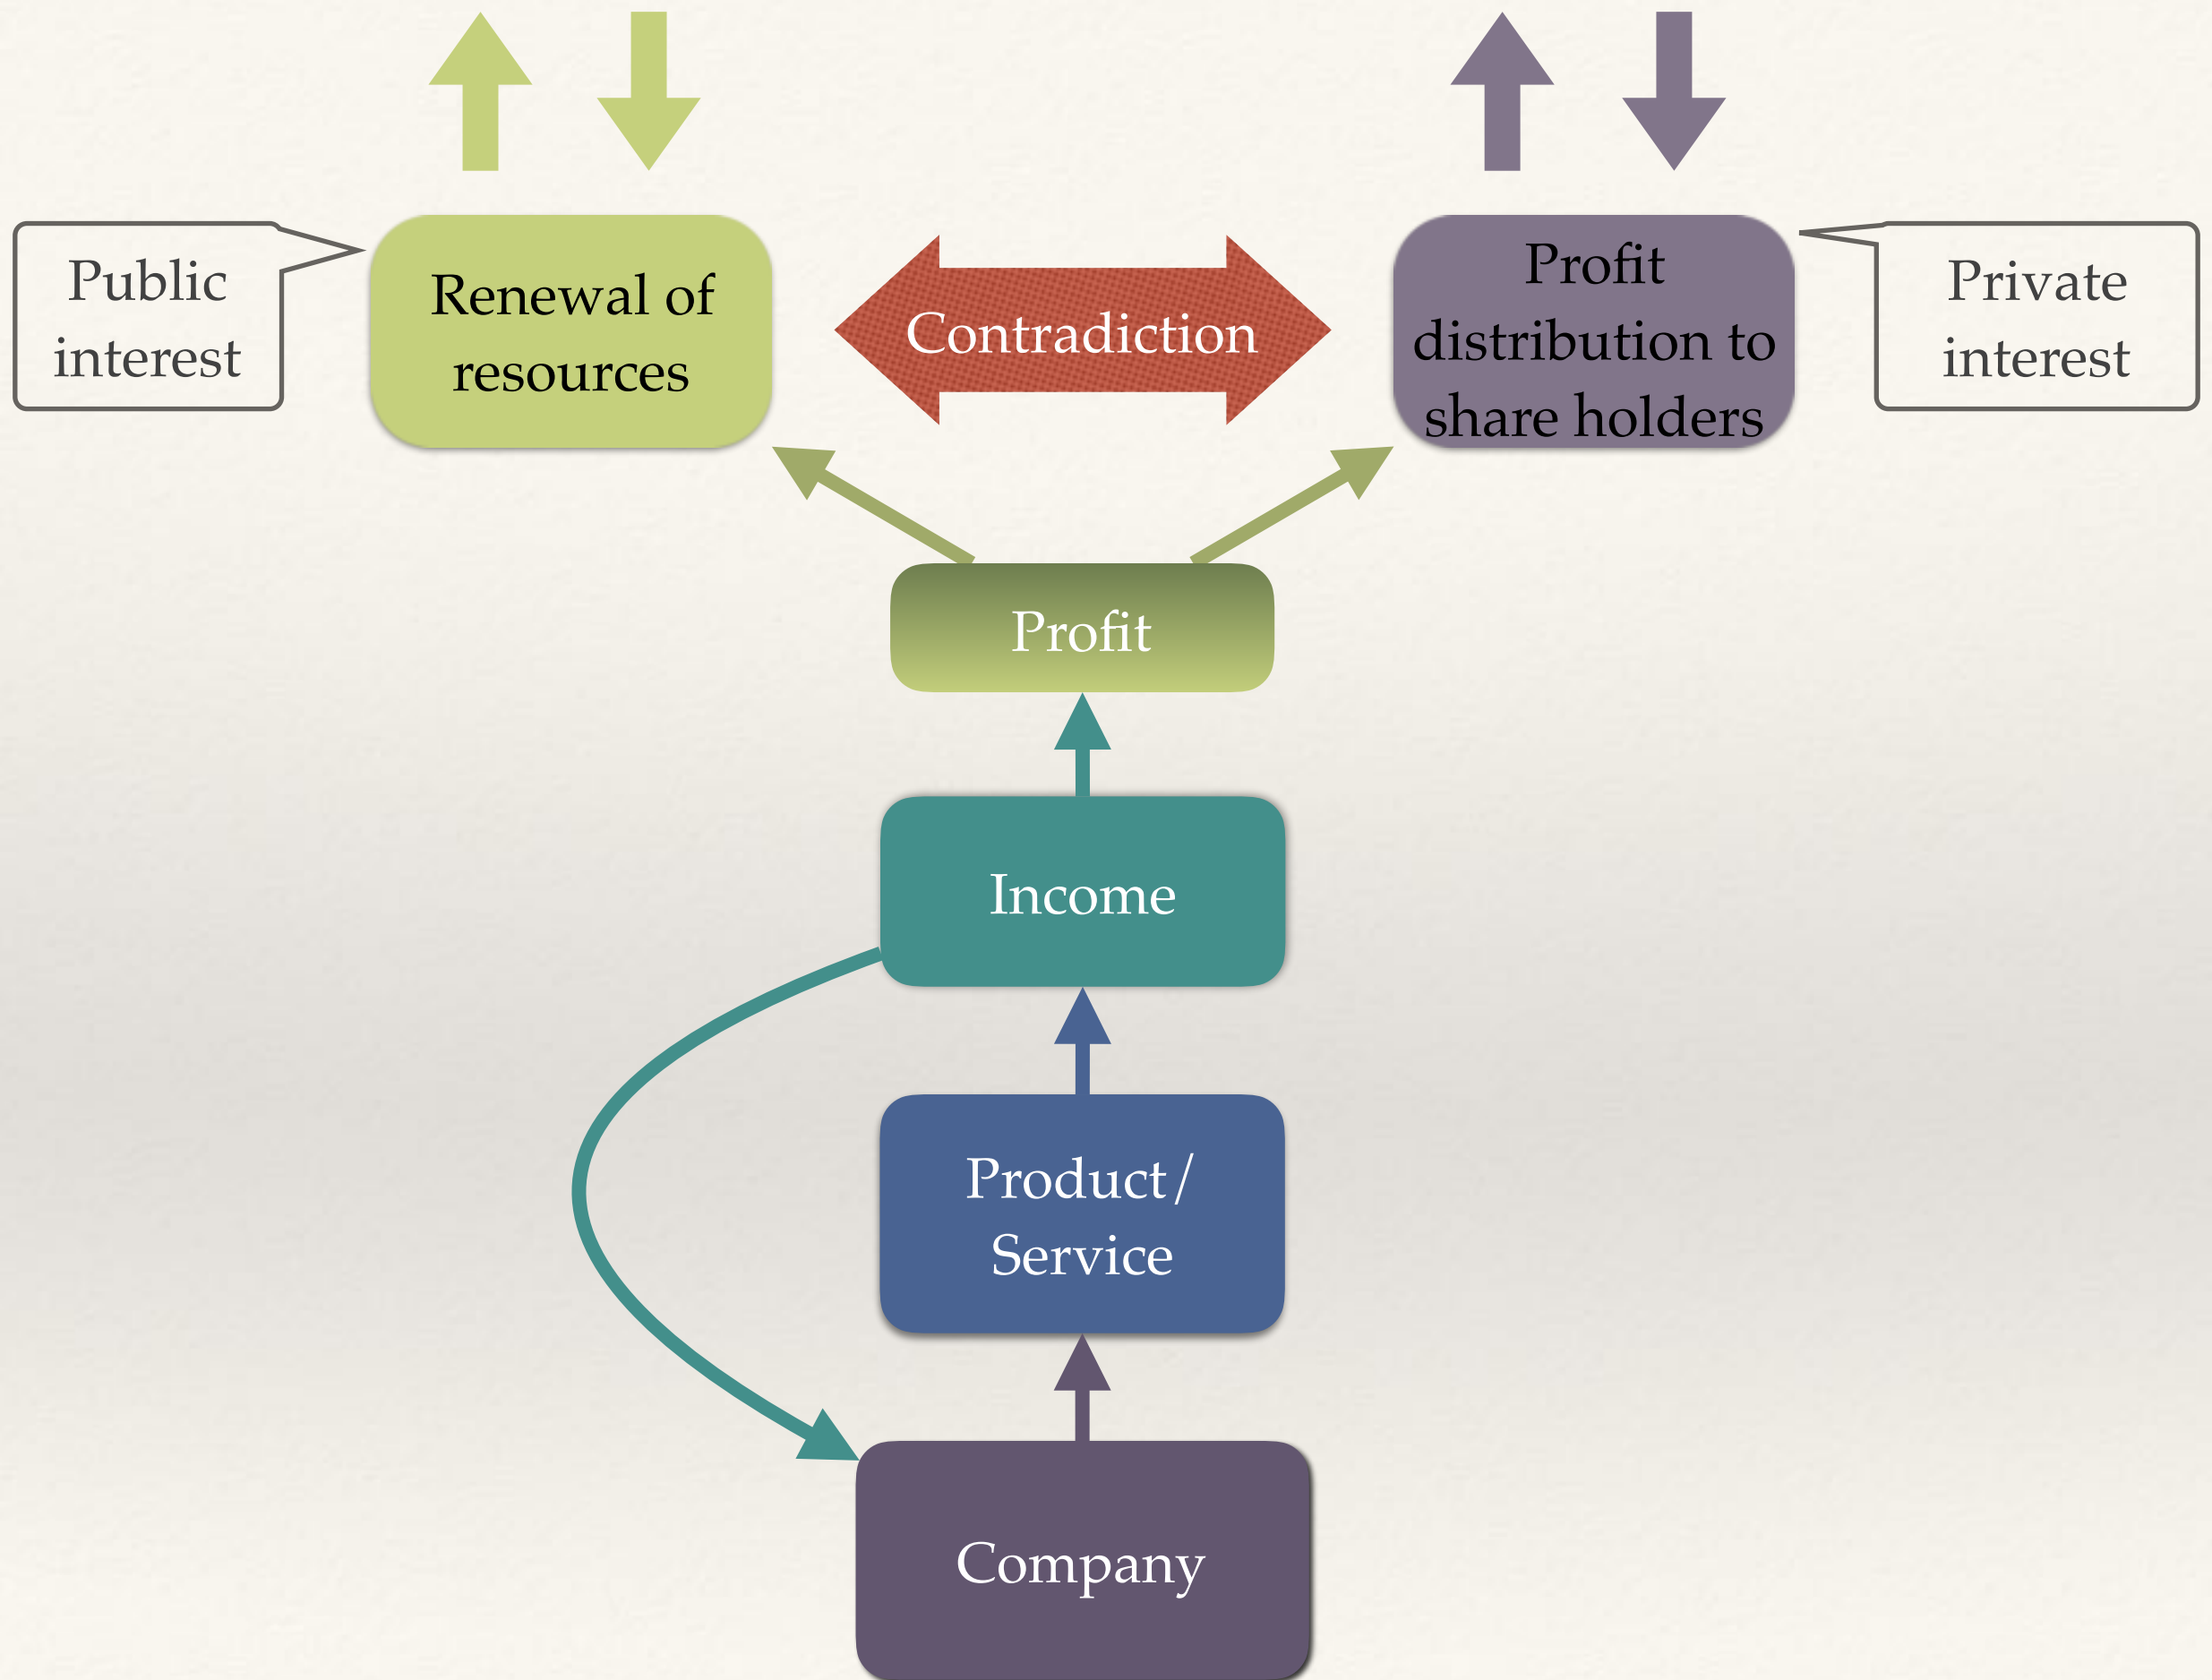 Public
interest
Renewal of
resources
Contradiction
Profit
distribution to
share holders
Private
interest
Profit
Income
Product/
Service
Company